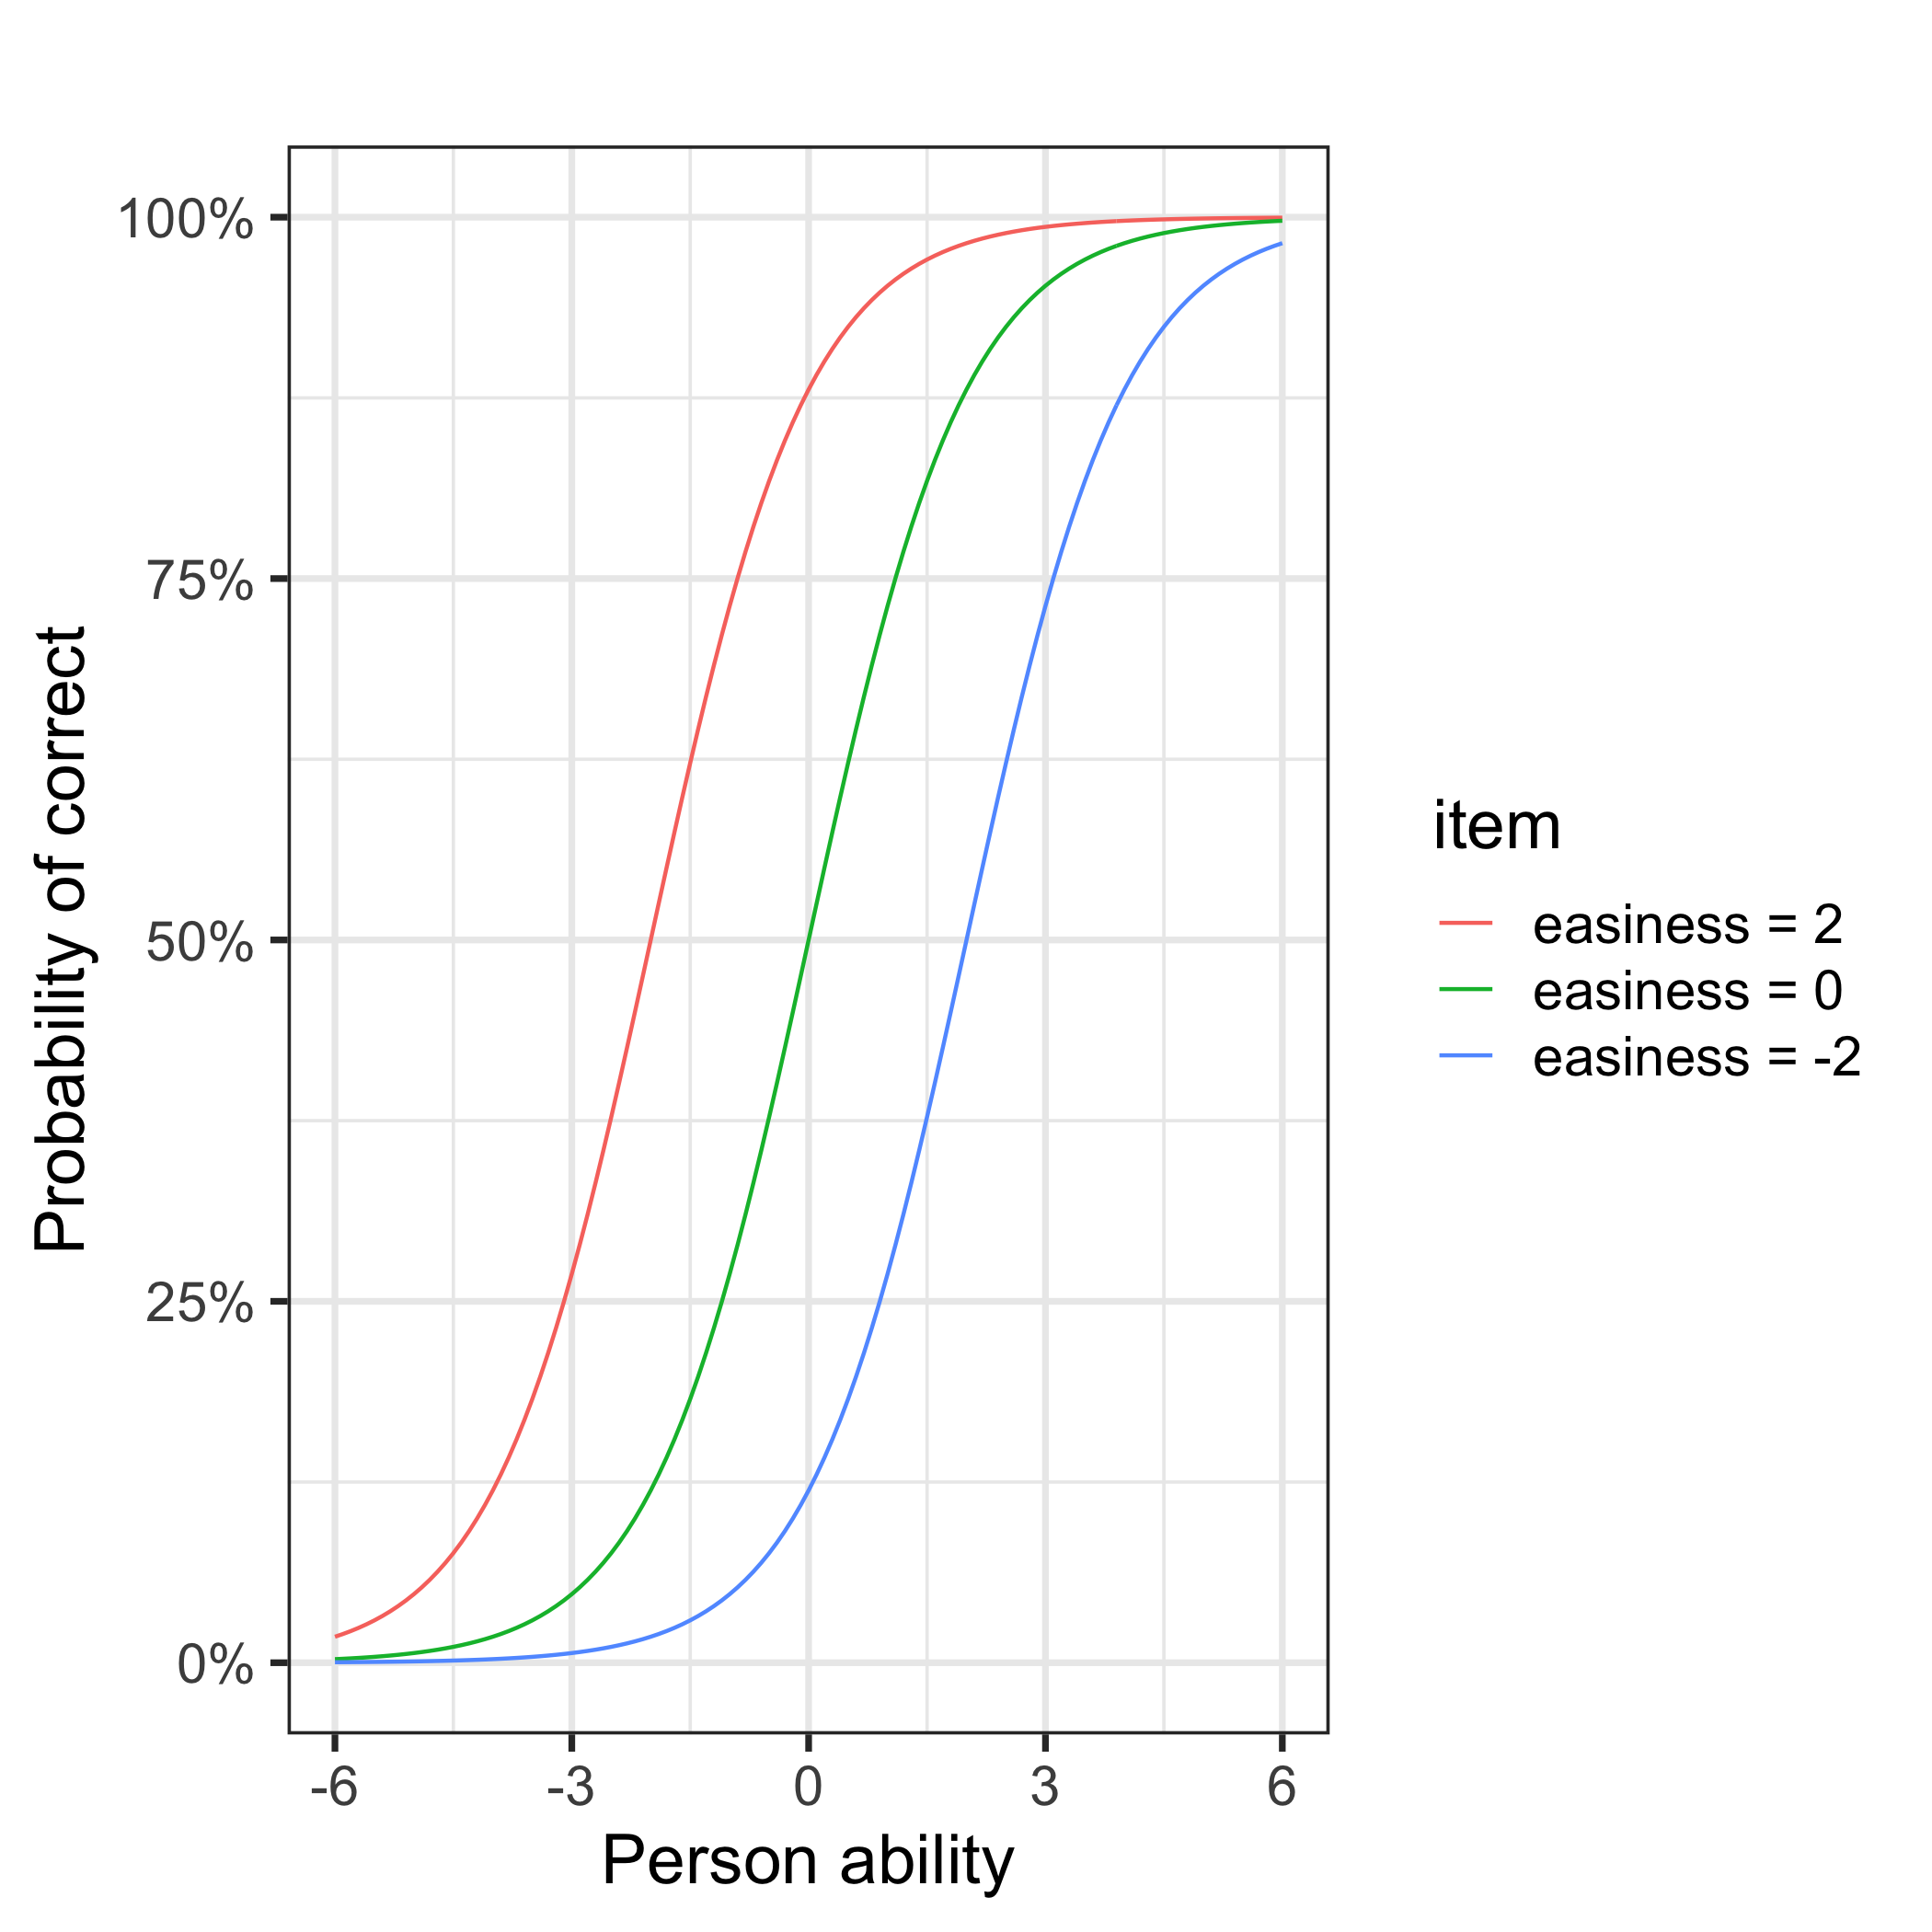 100%
75%
50%
25%
0%
Probability of correct
-6
-3
0
3
6
Person ability
item
easiness = 2
easiness = 0
easiness = -2